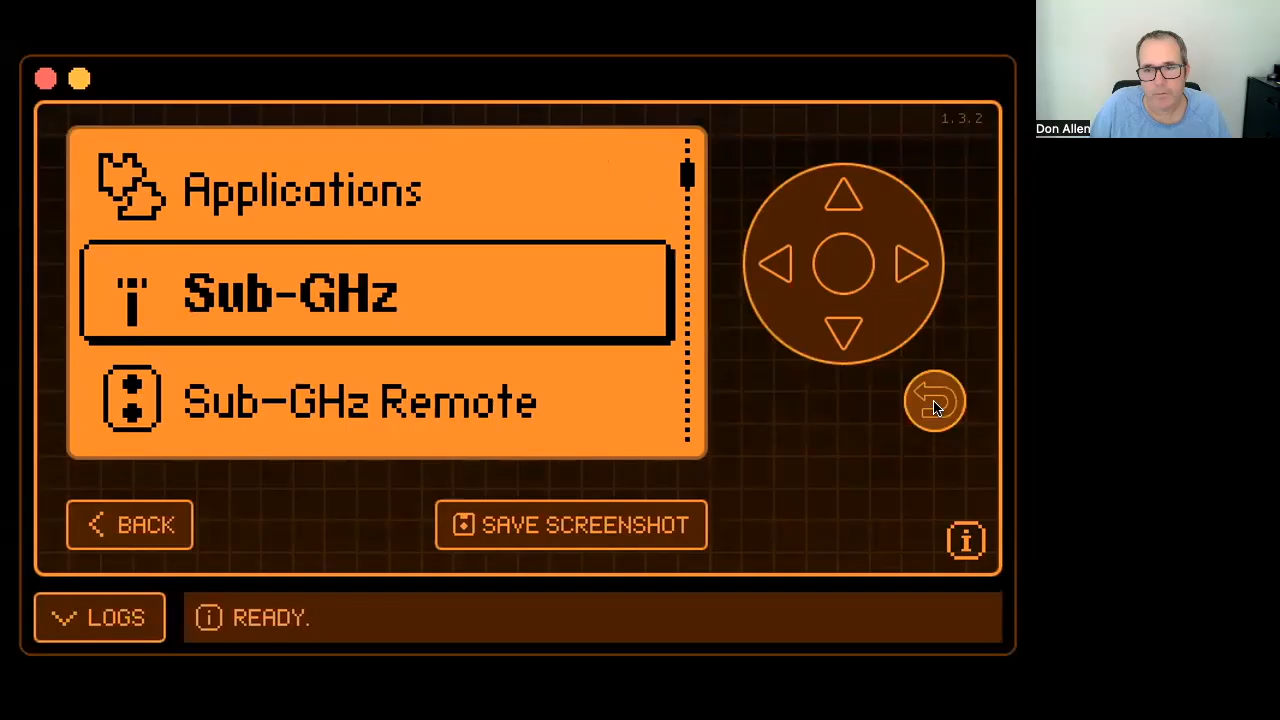 1.3.2
Applications
Sub-GHz
Sub-GHz Remote
BACK
SAVE SCREENSHOT
LOGS
READY.
Don Allen